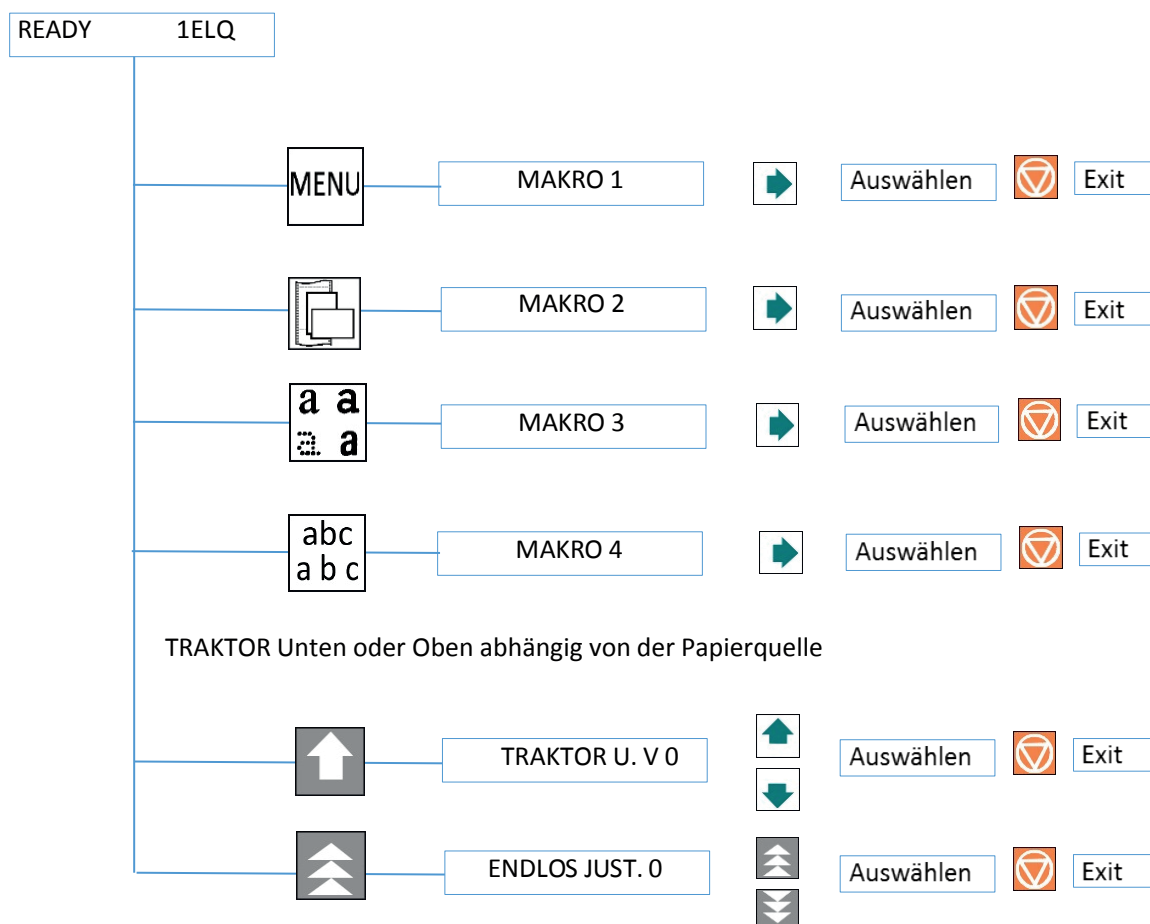 READY 1ELQ
MENU MAKRO 1 Auswählen Exit
MAKRO 2 Auswählen Exit
a a
a a
MAKRO 3 Auswählen Exit
abc
a b c
MAKRO 4 Auswählen Exit
TRAKTOR Unten oder Oben abhängig von der Papierquelle
TRAKTOR U. V 0 Auswählen Exit
ENDLOS JUST. 0 Auswählen Exit